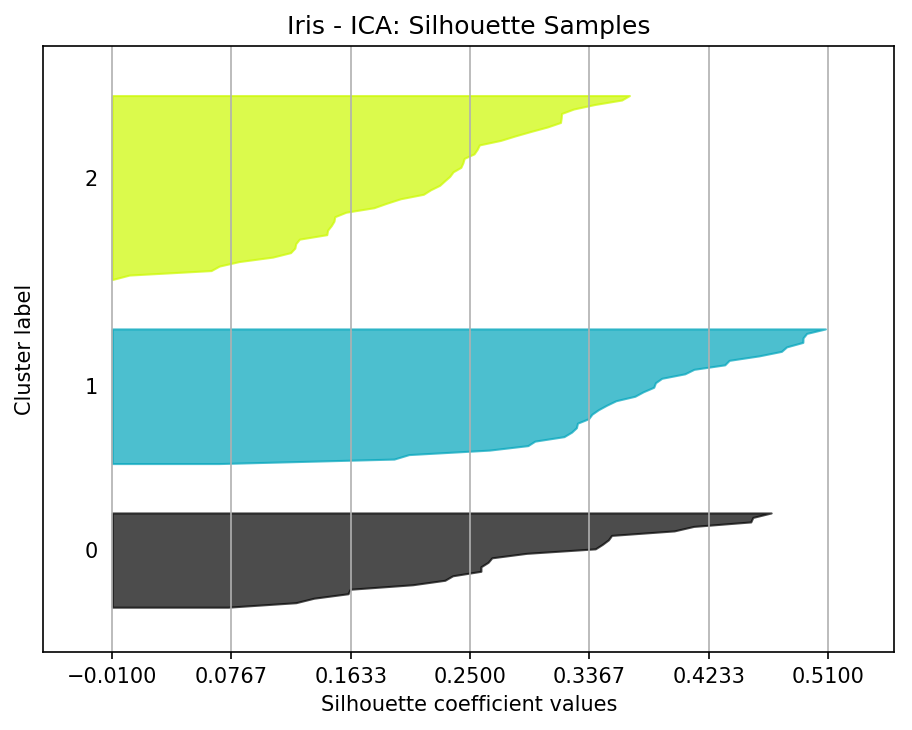 Iris - ICA: Silhouette Samples
Cluster label
2
1
0
−0.0100 0.0767 0.1633 0.2500 0.3367 0.4233 0.5100
Silhouette coefficient values